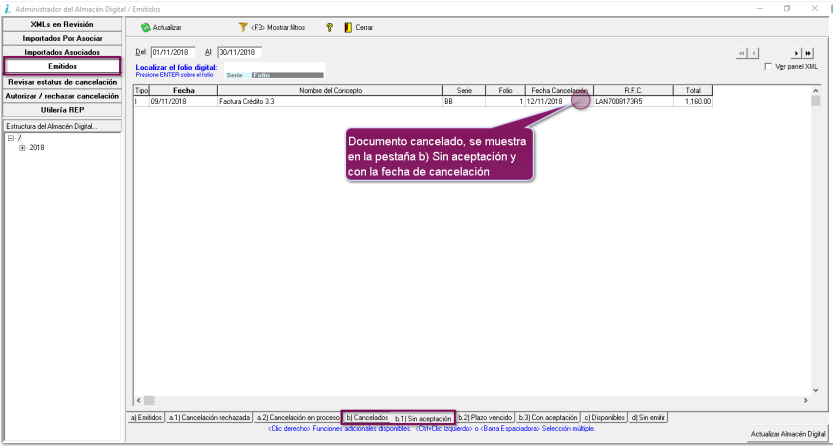 Administrador del Almacén Digital / Emitidos
XMLs en Revisión
Importados Por Asociar
Importados Asociados
Emitidos
Revisar estatus de cancelación
Autorizar / rechazar cancelación
Utilería REP
Estructura del Almacén Digital...
/
2018
Actualizar <F3> Mostrar filtros Cerrar
Del: 01/11/2018 Al: 30/11/2018
Localizar el folio digital:
Presione ENTER sobre el folio Serie Folio
Ver panel XML
Tipo Fecha Nombre del Concepto Serie Folio Fecha Cancelación R.F.C. Total
I 09/11/2018 Factura Crédito 3.3 BB 1 12/11/2018 LAN7008173R5 1,160.00
Documento cancelado, se muestra
en la pestaña b) Sin aceptación y
con la fecha de cancelación
a) Emitidos a.1) Cancelación rechazada a.2) Cancelación en proceso b) Cancelados b.1) Sin aceptación b.2) Plazo vencido b.3) Con aceptación c) Disponibles d) Sin emitir
<Clic derecho> Funciones adicionales disponibles. <Ctrl+Clic izquierdo> o <Barra Espaciadora> Selección múltiple.
Actualizar Almacén Digital